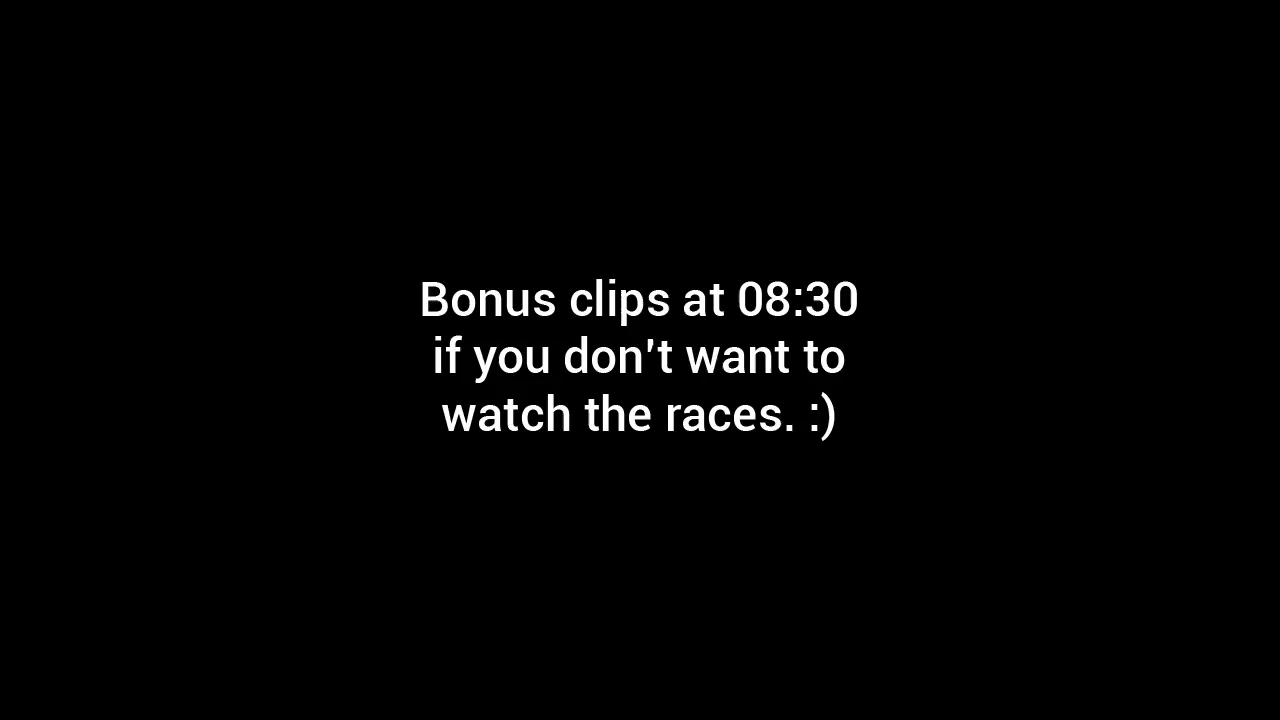 Bonus clips at 08:30
if you don't want to
watch the races. :)